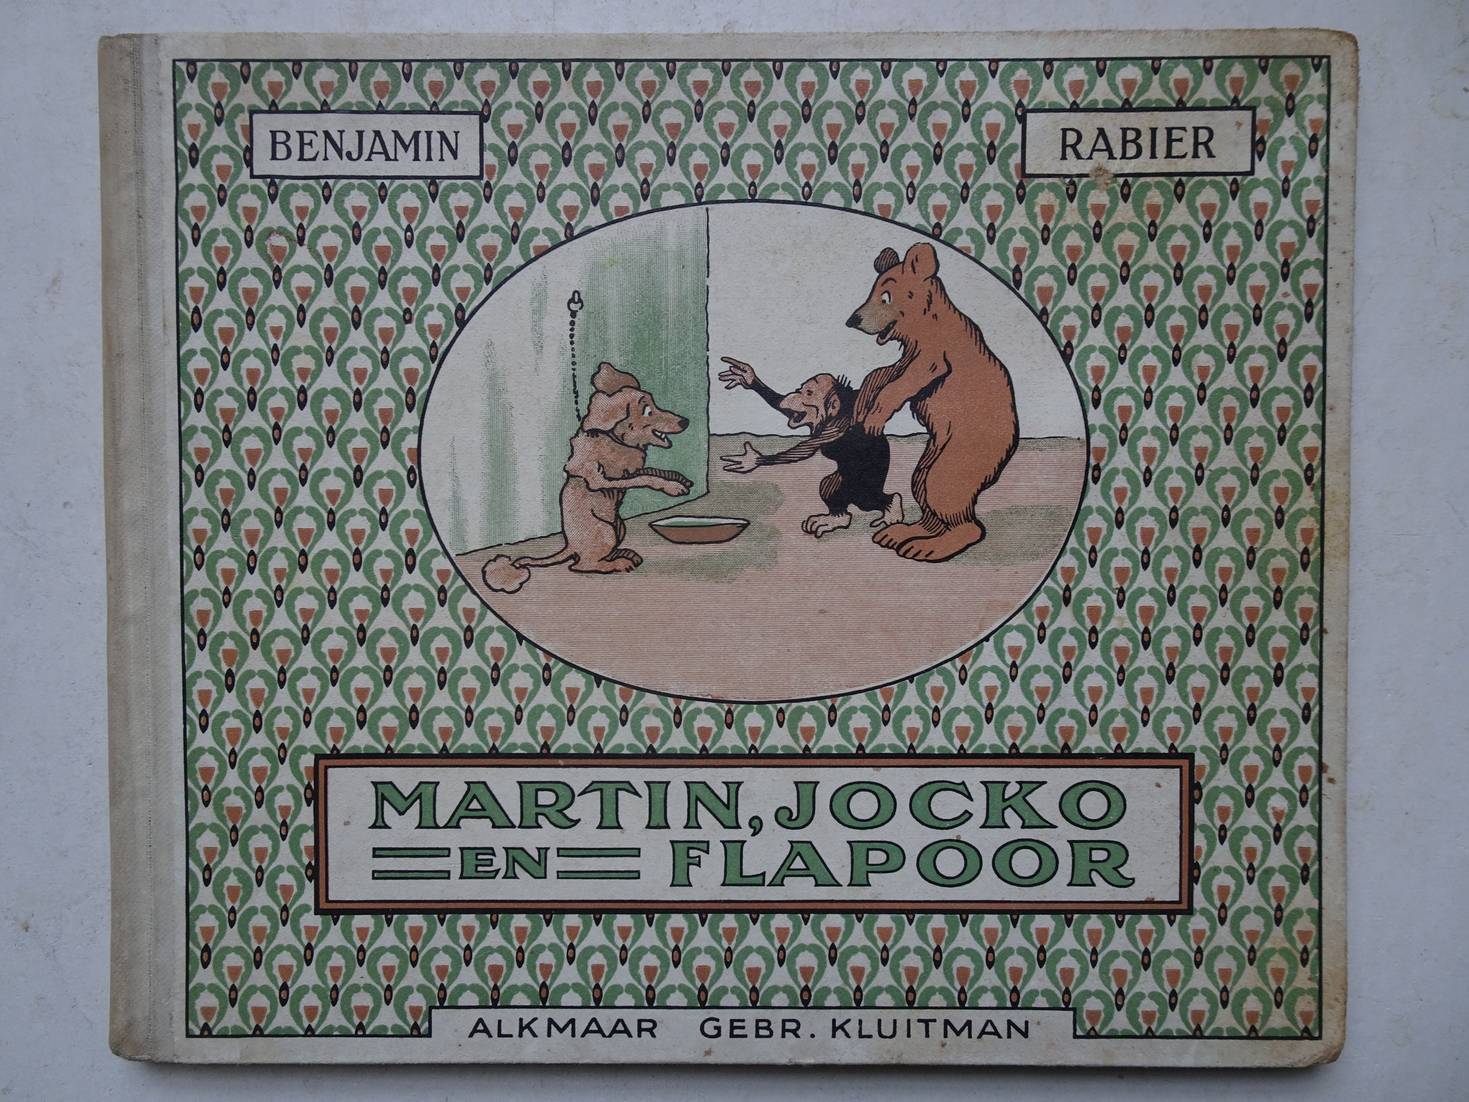 BENJAMIN RABIER
MARTIN, JOCKO
EN FLAPOOR
ALKMAAR GEBR. KLUITMAN